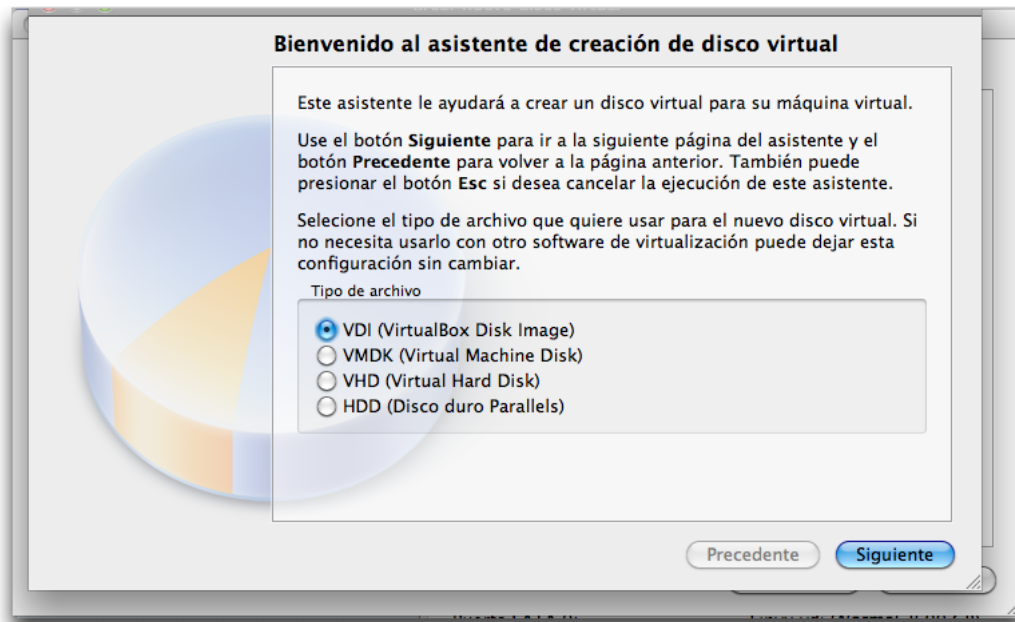 Bienvenido al asistente de creación de disco virtual
Este asistente le ayudará a crear un disco virtual para su máquina virtual.
Use el botón Siguiente para ir a la siguiente página del asistente y el
botón Precedente para volver a la página anterior. También puede
presionar el botón Esc si desea cancelar la ejecución de este asistente.
Selecione el tipo de archivo que quiere usar para el nuevo disco virtual. Si
no necesita usarlo con otro software de virtualización puede dejar esta
configuración sin cambiar.
Tipo de archivo
VDI (VirtualBox Disk Image)
VMDK (Virtual Machine Disk)
VHD (Virtual Hard Disk)
HDD (Disco duro Parallels)
Precedente
Siguiente